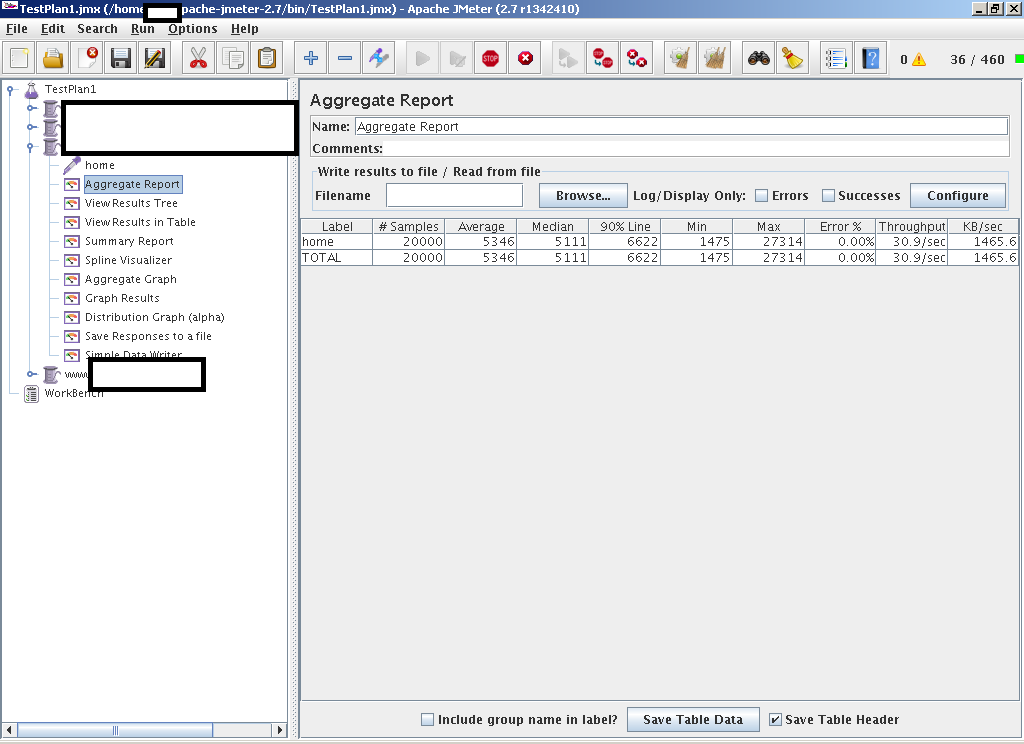 TestPlan1.jmx (/home pache-jmeter-2.7/bin/TestPlan1.jmx) - Apache JMeter (2.7 r1342410)
File Edit Search Run Options Help
STOP
0 36 / 460
TestPlan1
home
Aggregate Report
View Results Tree
View Results in Table
Summary Report
Spline Visualizer
Aggregate Graph
Graph Results
Distribution Graph (alpha)
Save Responses to a file
Simple Data Writer
WorkBench
Aggregate Report
Name: Aggregate Report
Comments:
Write results to file / Read from file
Filename Browse... Log/Display Only: Errors Successes Configure
Label # Samples Average Median 90% Line Min Max Error % Throughput KB/sec
home 20000 5346 5111 6622 1475 27314 0.00% 30.9/sec 1465.6
TOTAL 20000 5346 5111 6622 1475 27314 0.00% 30.9/sec 1465.6
Include group name in label? Save Table Data Save Table Header